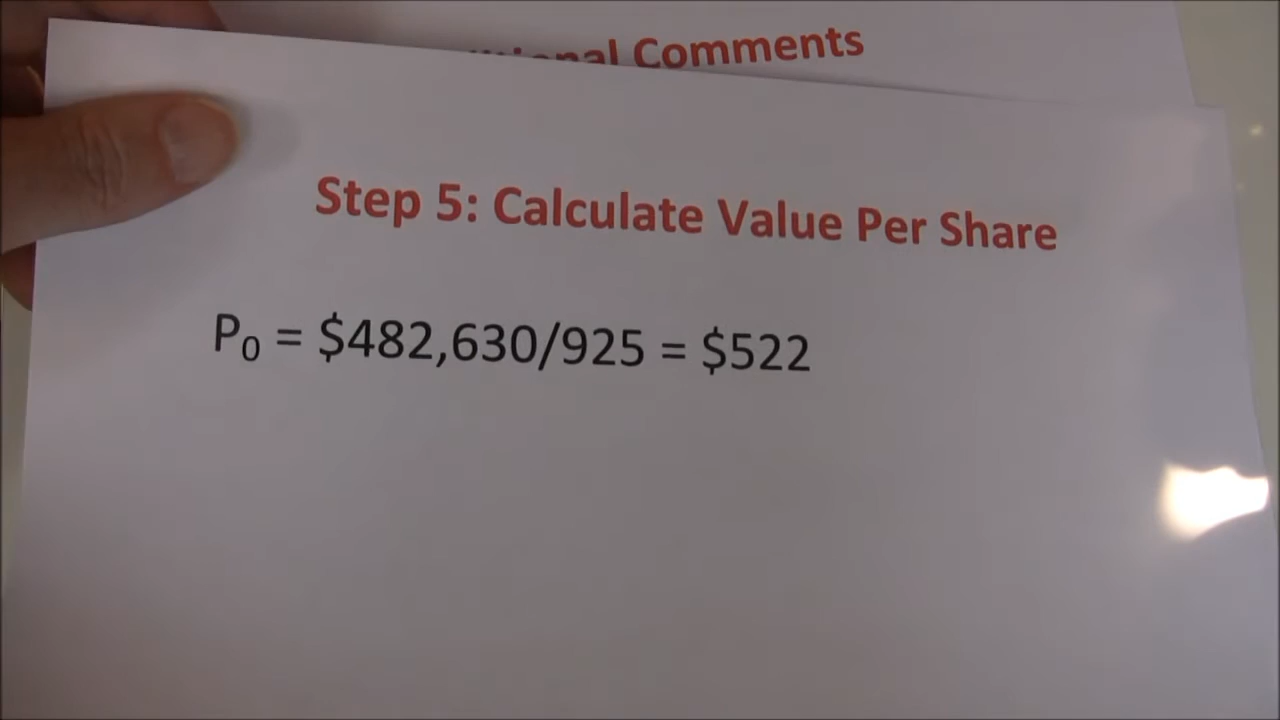 Comments
Step 5: Calculate Value Per Share
P₀ = $482,630/925 = $522